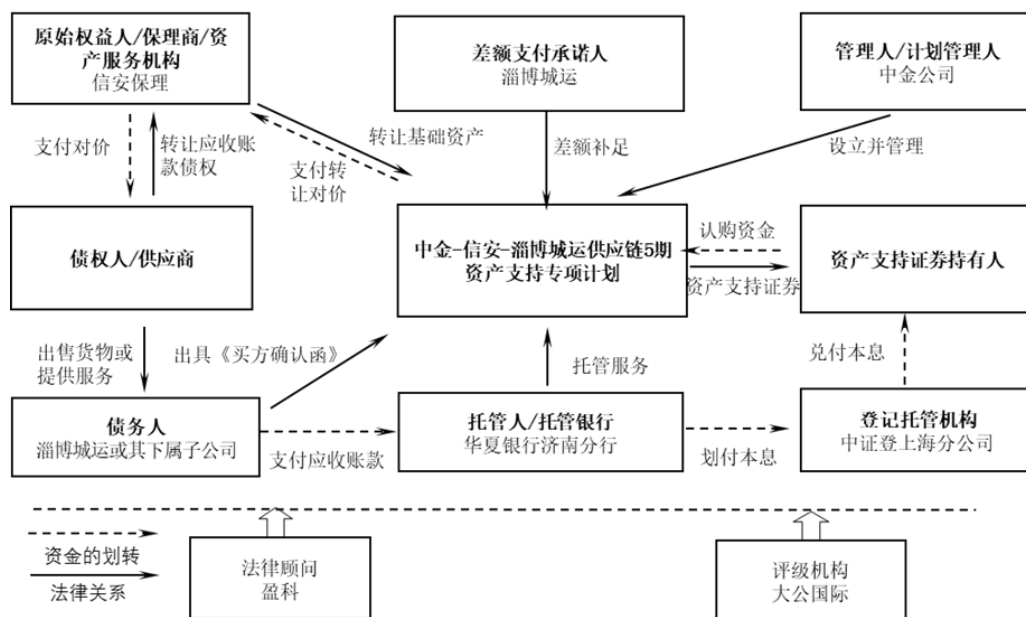 原始权益人/保理商/资
产服务机构
信安保理
差额支付承诺人
淄博城运
管理人/计划管理人
中金公司
支付对价
转让应收账
款债权
转让基础资产
支付转
让对价
差额补足
设立并管理
债权人/供应商
中金-信安-淄博城运供应链5期
资产支持专项计划
认购资金
资产支持证券
资产支持证券持有人
出售货物或
提供服务
出具《买方确认函》
托管服务
兑付本息
债务人
淄博城运或其下属子公司
支付应收账款
托管人/托管银行
华夏银行济南分行
划付本息
登记托管机构
中证登上海分公司
资金的划转
法律关系
法律顾问
盈科
评级机构
大公国际